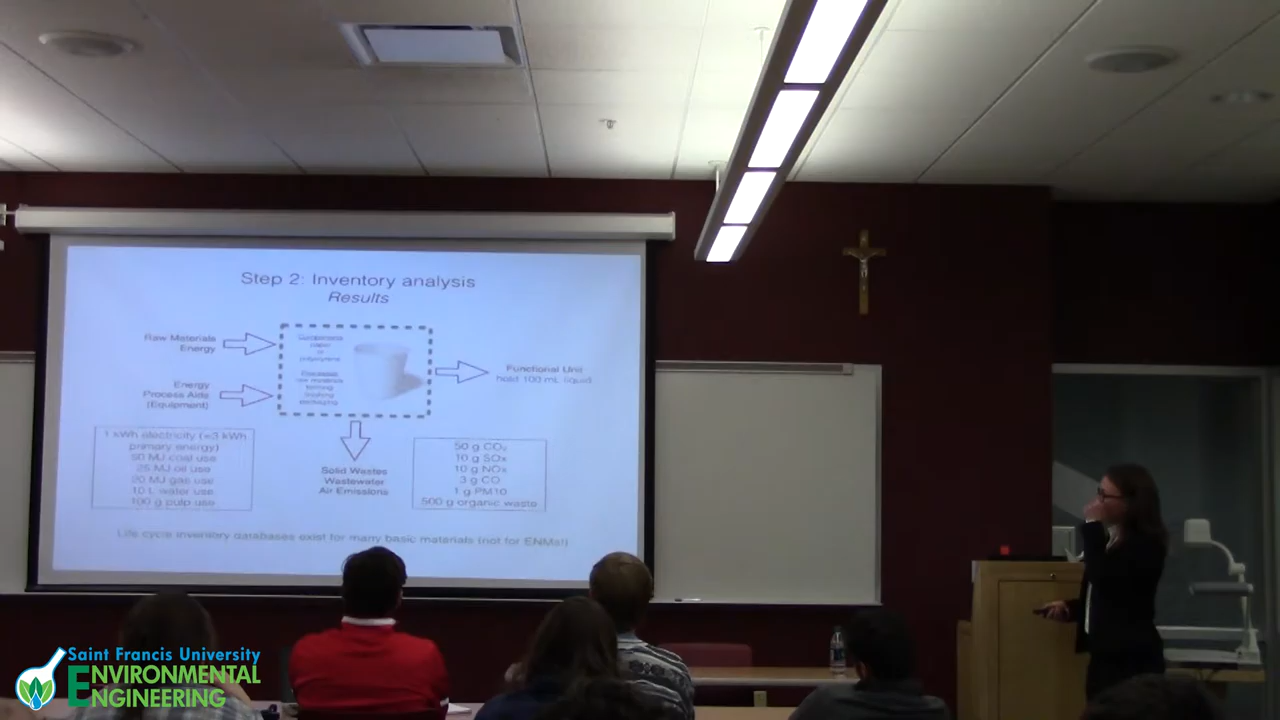 Step 2: Inventory analysis
Results
Raw Materials
Energy
Energy
Process Aids
(Equipment)
Functional Unit
hold 100 mL liquid
Solid Wastes
Wastewater
Air Emissions
1 kWh electricity (=3 kWh
primary energy)
50 MJ coal use
25 MJ oil use
20 MJ gas use
10 L water use
100 g pulp use
50 g CO₂
10 g SOx
10 g NOx
3 g CO
1 g PM10
500 g organic waste
Life cycle inventory databases exist for many basic materials (not for ENMs!)
Saint Francis University
ENVIRONMENTAL
ENGINEERING